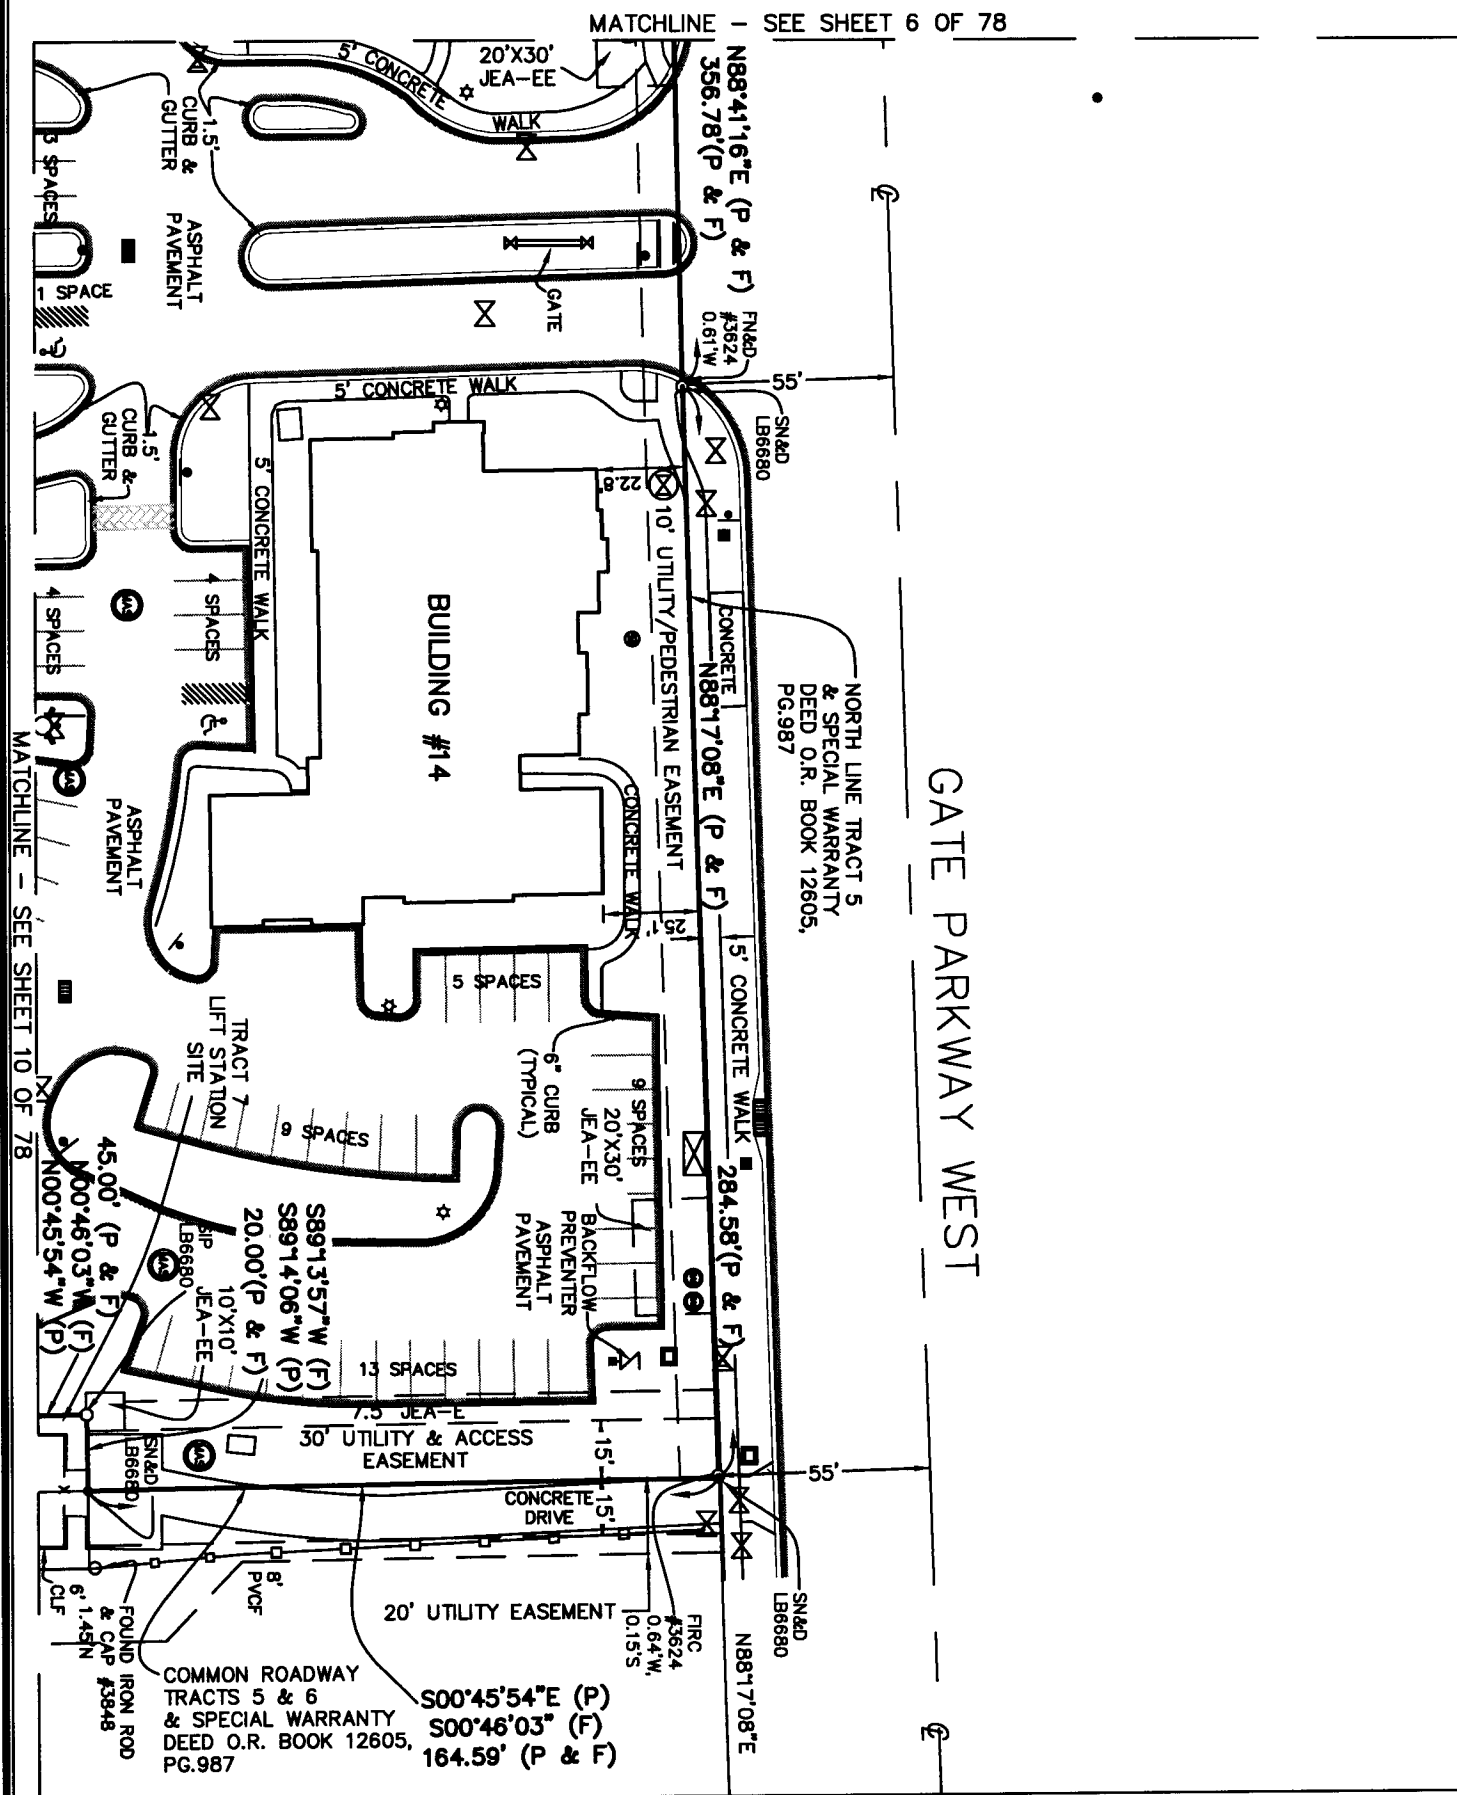 MATCHLINE - SEE SHEET 6 OF 78
5' CONCRETE
WALK
20'X30'
JEA-EE
N88°41'16"E (P & F)
356.78'(P & F)
1.5'
CURB &
GUTTER
3 SPACES
ASPHALT
PAVEMENT
1 SPACE
GATE
FN&D
#3624
0.61'W
55'
SN&D
LB6680
5' CONCRETE WALK
1.5'
CURB &
GUTTER
5' CONCRETE WALK
22.8'
10' UTILITY/PEDESTRIAN EASEMENT
CONCRETE
4 SPACES
4 SPACES
MAS
BUILDING #14
N88°17'08"E (P & F)
284.58'(P & F)
NORTH LINE TRACT 5
& SPECIAL WARRANTY
DEED O.R. BOOK 12605,
PG.987
GATE PARKWAY WEST
MAS
ASPHALT
PAVEMENT
CONCRETE WALK
25.1'
5' CONCRETE WALK
5 SPACES
6" CURB
(TYPICAL)
9 SPACES
20'X30'
JEA-EE
TRACT 7
LIFT STATION
SITE
9 SPACES
BACKFLOW
PREVENTER
ASPHALT
PAVEMENT
MATCHLINE - SEE SHEET 10 OF 78
45.00' (P & F)
N00°46'03"W (F)
N00°45'54"W (P)
SIP
LB6680
MAS
10'X10'
JEA-EE
S89°13'57"W (F)
S89°14'06"W (P)
20.00'(P & F)
13 SPACES
7.5' JEA-E
30' UTILITY & ACCESS
EASEMENT
15'
15'
SN&D
LB6680
MAS
CONCRETE
DRIVE
55'
SN&D
LB6680
N88°17'08"E
FIRC
#3624
0.64'W,
0.15'S
20' UTILITY EASEMENT
8'
PVCF
6'
CLF
1.45'N
FOUND IRON ROD
& CAP #3848
COMMON ROADWAY
TRACTS 5 & 6
& SPECIAL WARRANTY
DEED O.R. BOOK 12605,
PG.987
S00°45'54"E (P)
S00°46'03" (F)
164.59' (P & F)